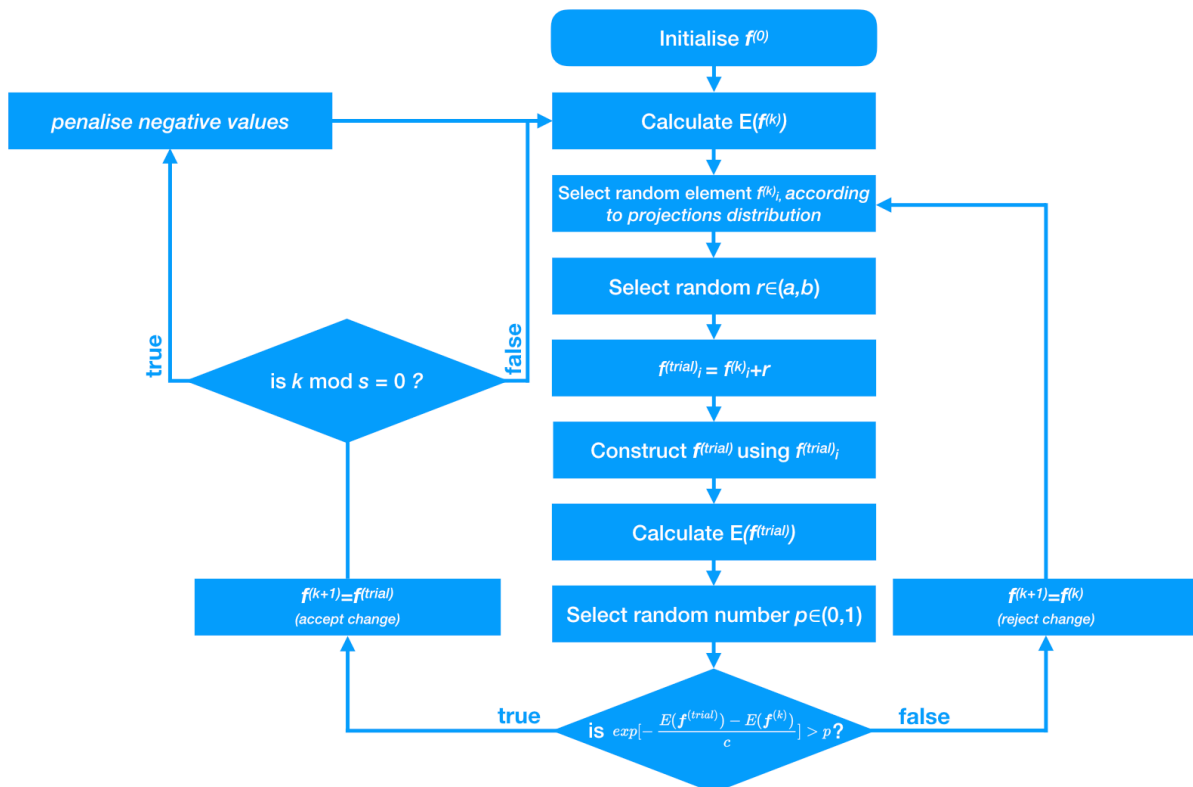 Initialise f(0)
penalise negative values
Calculate E(f(k))
Select random element f(k)i, according
to projections distribution
Select random r∈(a,b)
true
false
is k mod s = 0 ?
f(trial)i = f(k)i+r
Construct f(trial) using f(trial)i
Calculate E(f(trial))
f(k+1)=f(trial)
(accept change)
Select random number p∈(0,1)
f(k+1)=f(k)
(reject change)
true
is exp[- E(f(trial)) − E(f(k)) / c ] > p?
false